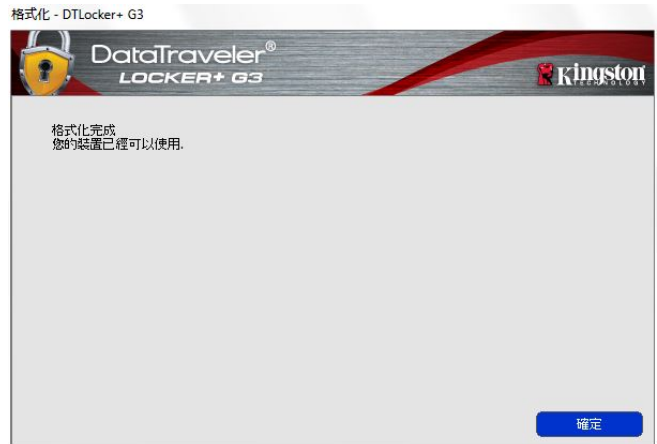 格式化 - DTLocker+ G3
DataTraveler®
LOCKER+ G3
Kingston
TECHNOLOGY
格式化完成
您的裝置已經可以使用.
確定